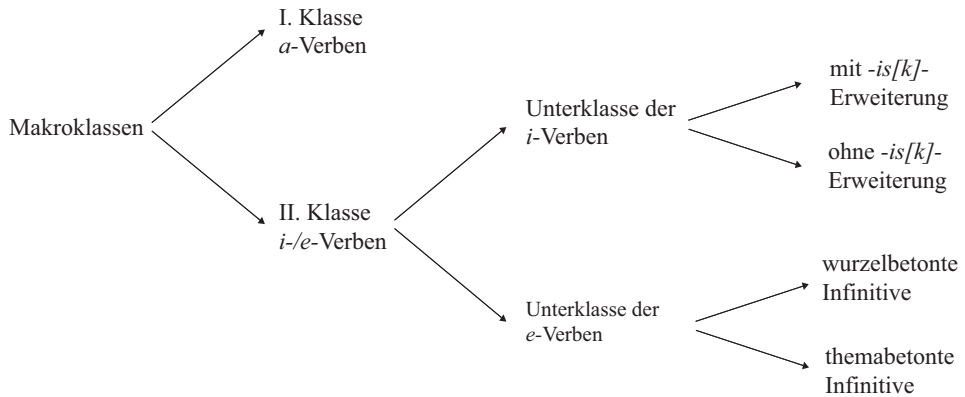 Makroklassen
I. Klasse
a-Verben
II. Klasse
i-/e-Verben
Unterklasse der
i-Verben
Unterklasse der
e-Verben
mit -is[k]-
Erweiterung
ohne -is[k]-
Erweiterung
wurzelbetonte
Infinitive
themabetonte
Infinitive